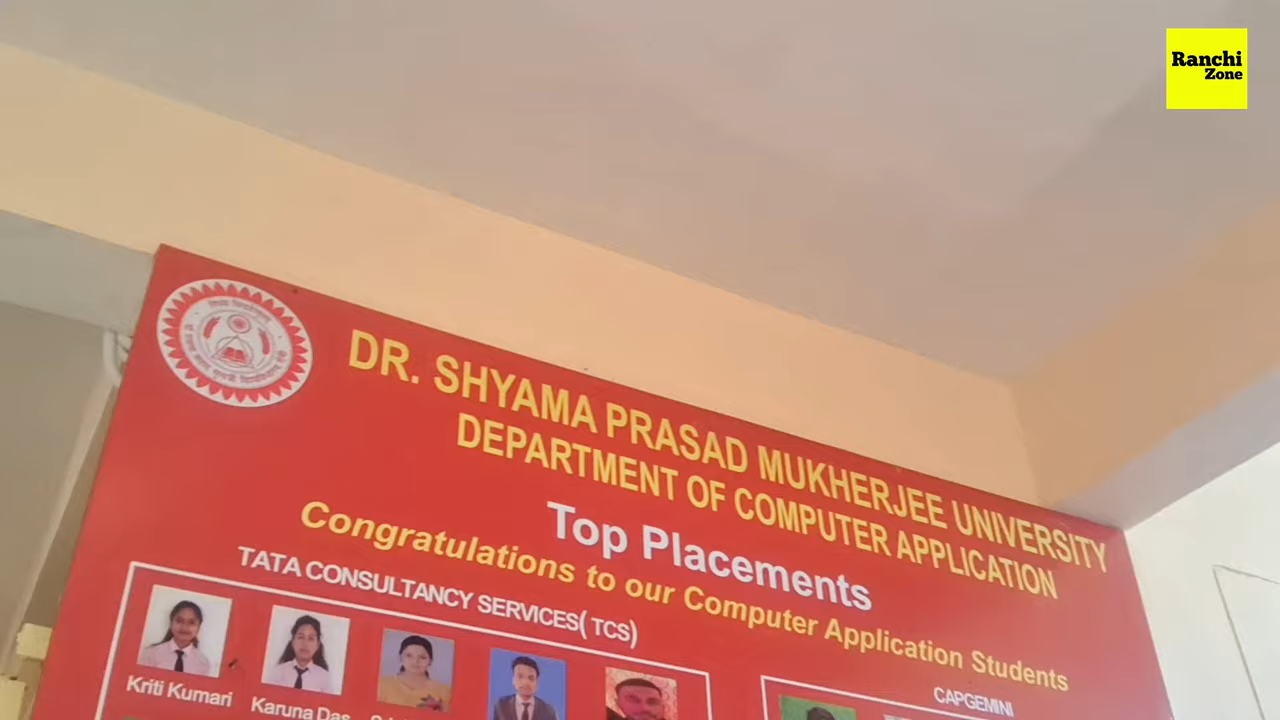 Ranchi
Zone
DR. SHYAMA PRASAD MUKHERJEE UNIVERSITY
DEPARTMENT OF COMPUTER APPLICATION
Top Placements
Congratulations to our Computer Application Students
TATA CONSULTANCY SERVICES( TCS)
CAPGEMINI
Kriti Kumari
Karuna Das